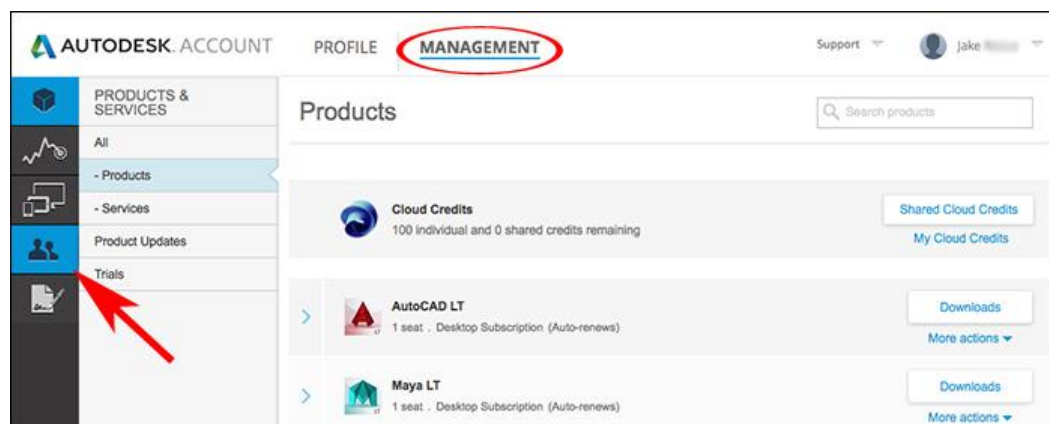 AUTODESK. ACCOUNT
PROFILE
MANAGEMENT
Support
Jake
PRODUCTS &
SERVICES
All
- Products
- Services
Product Updates
Trials
Products
Search products
Cloud Credits
100 individual and 0 shared credits remaining
Shared Cloud Credits
My Cloud Credits
AutoCAD LT
1 seat . Desktop Subscription (Auto-renews)
Downloads
More actions
Maya LT
1 seat . Desktop Subscription (Auto-renews)
Downloads
More actions